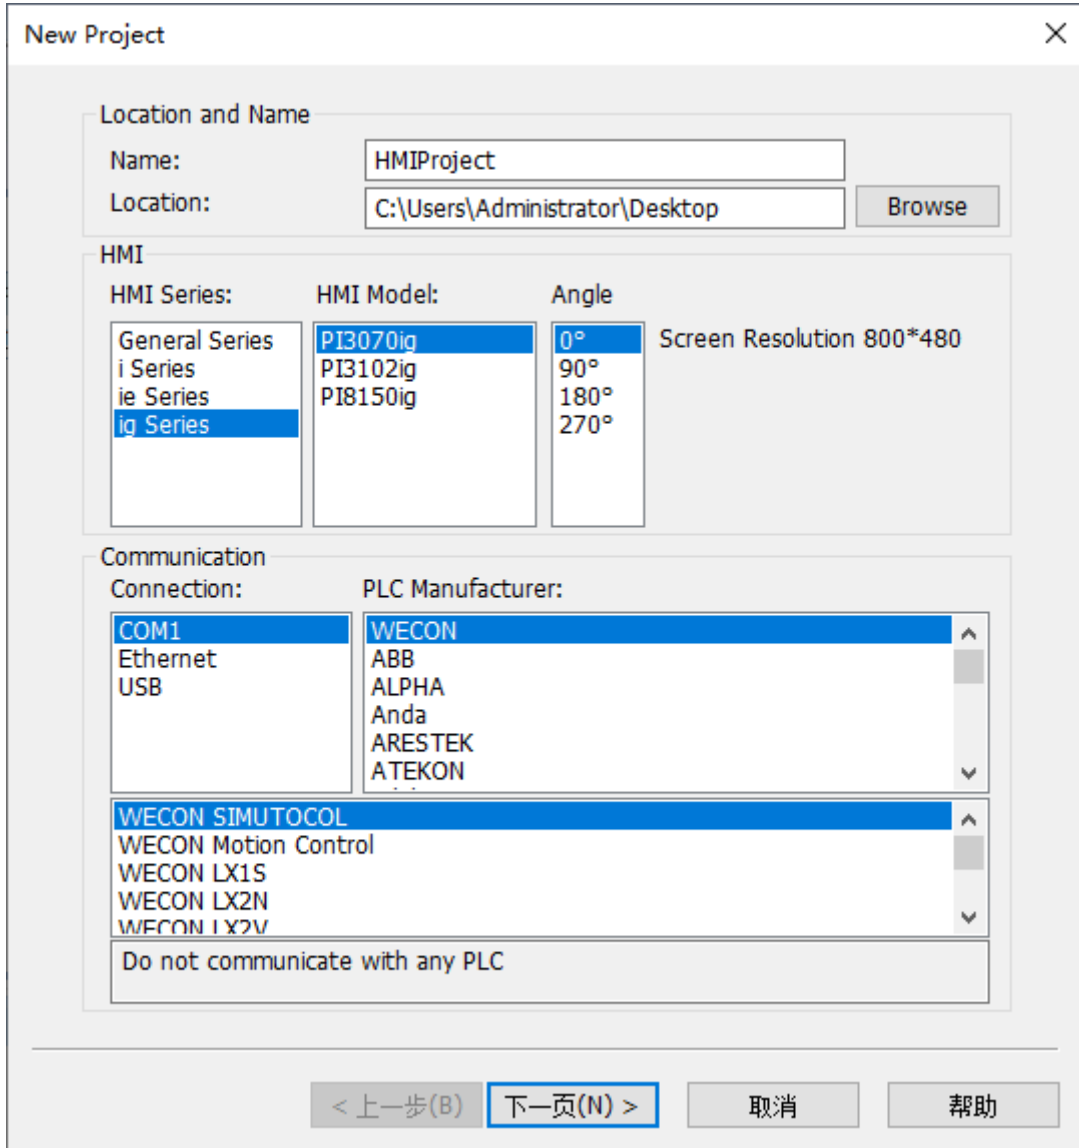 New Project
Location and Name
Name:
HMIProject
Location:
C:\Users\Administrator\Desktop
Browse
HMI
HMI Series:
HMI Model:
Angle
General Series
i Series
ie Series
ig Series
PI3070ig
PI3102ig
PI8150ig
0°
90°
180°
270°
Screen Resolution 800*480
Communication
Connection:
PLC Manufacturer:
COM1
Ethernet
USB
WECON
ABB
ALPHA
Anda
ARESTEK
ATEKON
WECON SIMUTOCOL
WECON Motion Control
WECON LX1S
WECON LX2N
WECON LX2V
Do not communicate with any PLC
< 上一步(B)
下一页(N) >
取消
帮助